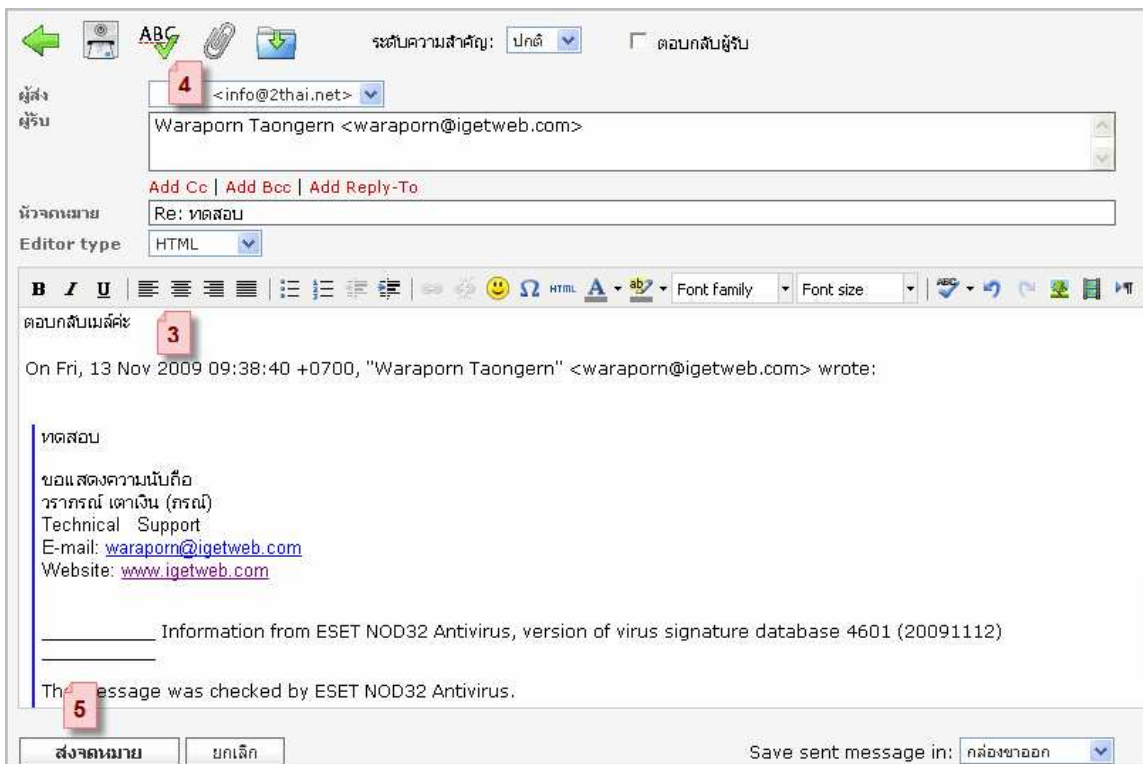 ABC ระดับความสำคัญ: ปกติ ตอบกลับผู้รับ
4
ผู้ส่ง <info@2thai.net>
ผู้รับ Waraporn Taongern <waraporn@igetweb.com>
Add Cc | Add Bcc | Add Reply-To
หัวจดหมาย Re: ทดสอบ
Editor type HTML
B I U Ω HTML A ab Font family Font size ABC
ตอบกลับเมล์ค่ะ
3
On Fri, 13 Nov 2009 09:38:40 +0700, "Waraporn Taongern" <waraporn@igetweb.com> wrote:
ทดสอบ
ขอแสดงความนับถือ
วราภรณ์ เตาเงิน (ภรณ์)
Technical Support
E-mail: waraporn@igetweb.com
Website: www.igetweb.com
__________ Information from ESET NOD32 Antivirus, version of virus signature database 4601 (20091112)
__________
The message was checked by ESET NOD32 Antivirus.
5
ส่งจดหมาย ยกเลิก Save sent message in: กล่องขาออก